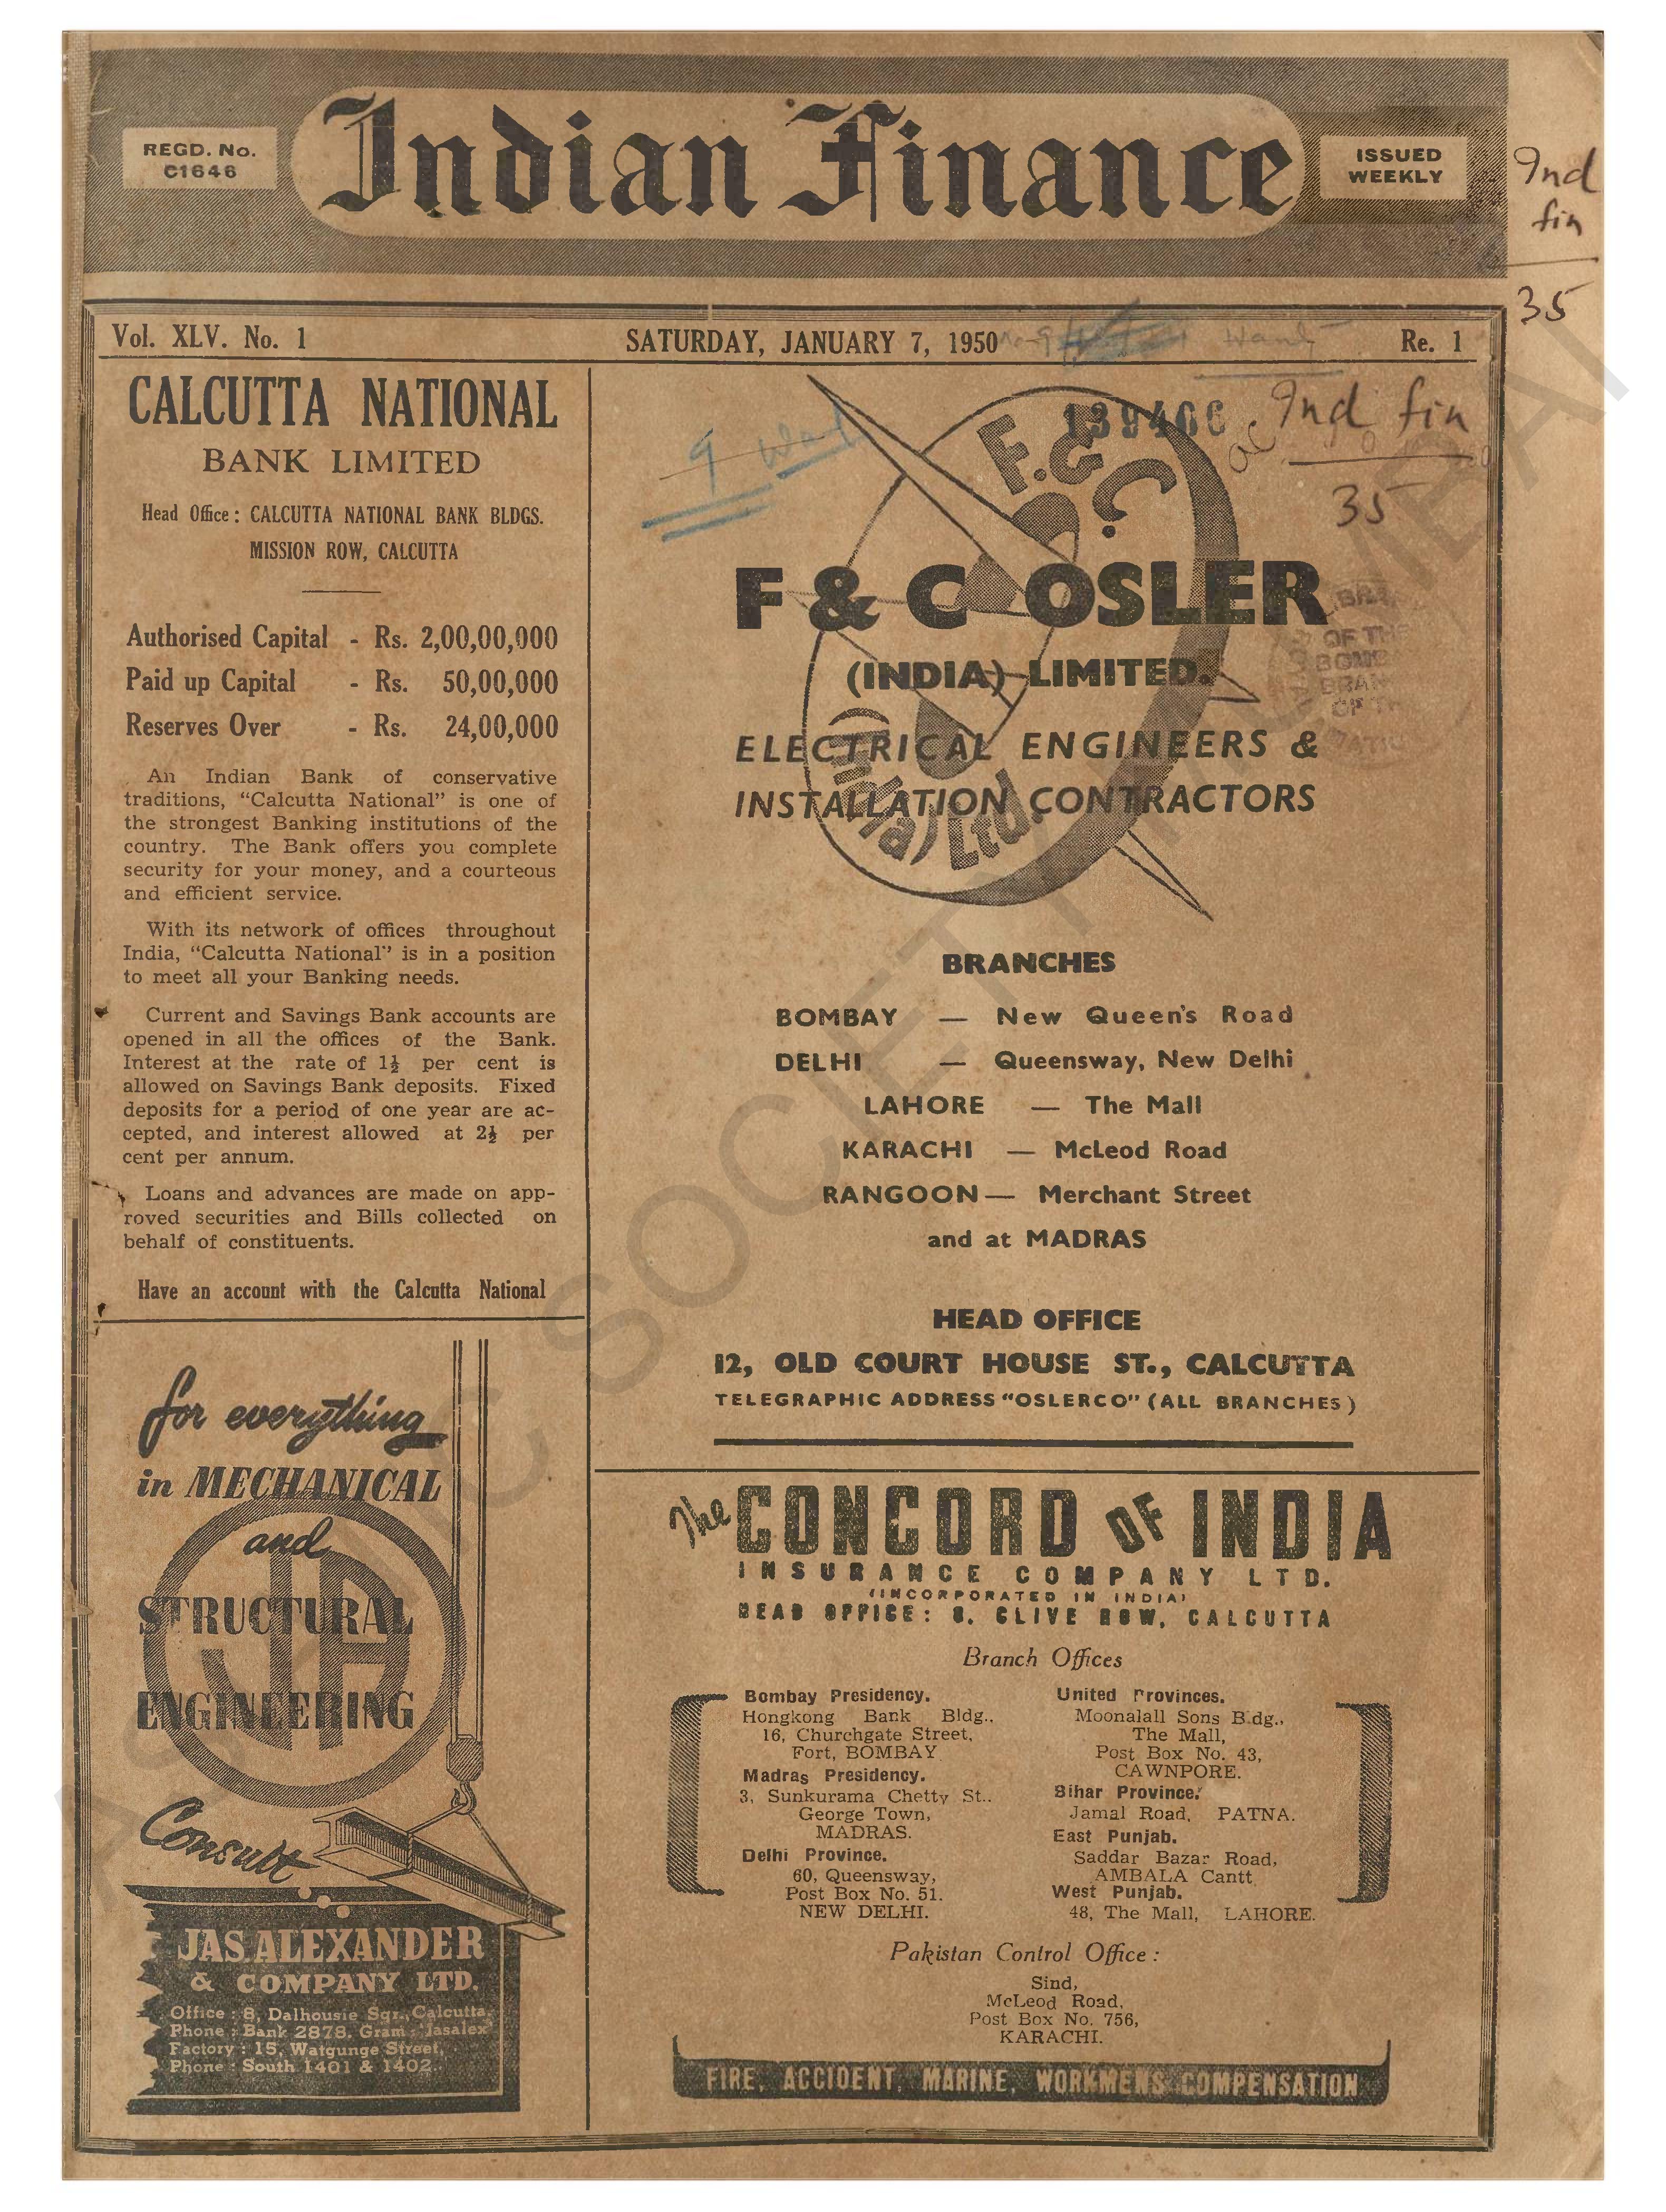 REGD. No.
C1646
Indian Finance
ISSUED
WEEKLY
Ind
fin
35
Vol. XLV. No. 1
SATURDAY, JANUARY 7, 1950
Re. 1
CALCUTTA NATIONAL
BANK LIMITED
Head Office : CALCUTTA NATIONAL BANK BLDGS.
MISSION ROW, CALCUTTA
Authorised Capital - Rs. 2,00,00,000
Paid up Capital - Rs. 50,00,000
Reserves Over - Rs. 24,00,000
An Indian Bank of conservative
traditions, “Calcutta National” is one of
the strongest Banking institutions of the
country. The Bank offers you complete
security for your money, and a courteous
and efficient service.
With its network of offices throughout
India, “Calcutta National” is in a position
to meet all your Banking needs.
Current and Savings Bank accounts are
opened in all the offices of the Bank.
Interest at the rate of 1½ per cent is
allowed on Savings Bank deposits. Fixed
deposits for a period of one year are ac-
cepted, and interest allowed at 2½ per
cent per annum.
Loans and advances are made on app-
roved securities and Bills collected on
behalf of constituents.
Have an account with the Calcutta National
for everything
in MECHANICAL
and
STRUCTURAL
JA
ENGINEERING
Consult
JAS. ALEXANDER
& COMPANY LTD.
Office : 8, Dalhousie Sqr., Calcutta,
Phone : Bank 2878. Gram : 'Jasalex'
Factory : 15, Watgunge Street,
Phone : South 1401 & 1402.
139406
Ind fin
35
F. & C.
F & C OSLER
(INDIA) LIMITED.
ELECTRICAL ENGINEERS &
INSTALLATION CONTRACTORS
(India) Ltd.
OF THE
BRANCHES
BOMBAY — New Queen's Road
DELHI — Queensway, New Delhi
LAHORE — The Mall
KARACHI — McLeod Road
RANGOON — Merchant Street
and at MADRAS
HEAD OFFICE
12, OLD COURT HOUSE ST., CALCUTTA
TELEGRAPHIC ADDRESS “OSLERCO” (ALL BRANCHES)
The CONCORD OF INDIA
INSURANCE COMPANY LTD.
(INCORPORATED IN INDIA)
HEAD OFFICE: 8, CLIVE ROW, CALCUTTA
Branch Offices
Bombay Presidency.
Hongkong Bank Bldg.,
16, Churchgate Street,
Fort, BOMBAY
Madras Presidency.
3, Sunkurama Chetty St..
George Town,
MADRAS.
Delhi Province.
60, Queensway,
Post Box No. 51.
NEW DELHI.
United Provinces.
Moonalall Sons Bldg.,
The Mall,
Post Box No. 43,
CAWNPORE.
Bihar Province.
Jamal Road, PATNA.
East Punjab.
Saddar Bazar Road,
AMBALA Cantt
West Punjab.
48, The Mall, LAHORE.
Pakistan Control Office :
Sind,
McLeod Road,
Post Box No. 756,
KARACHI.
FIRE, ACCIDENT, MARINE, WORKMENS COMPENSATION
ASIATIC SOCIETY MUMBAI